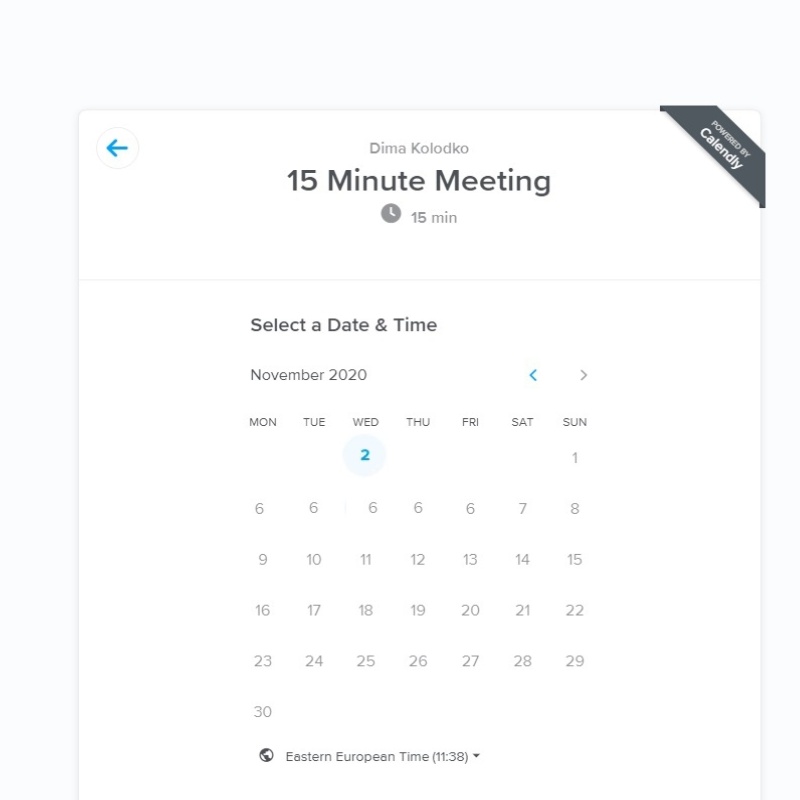 POWERED BY
Calendly
Dima Kolodko
15 Minute Meeting
15 min
Select a Date & Time
November 2020
MON TUE WED THU FRI SAT SUN
2 1
6 6 6 6 6 7 8
9 10 11 12 13 14 15
16 17 18 19 20 21 22
23 24 25 26 27 28 29
30
Eastern European Time (11:38)